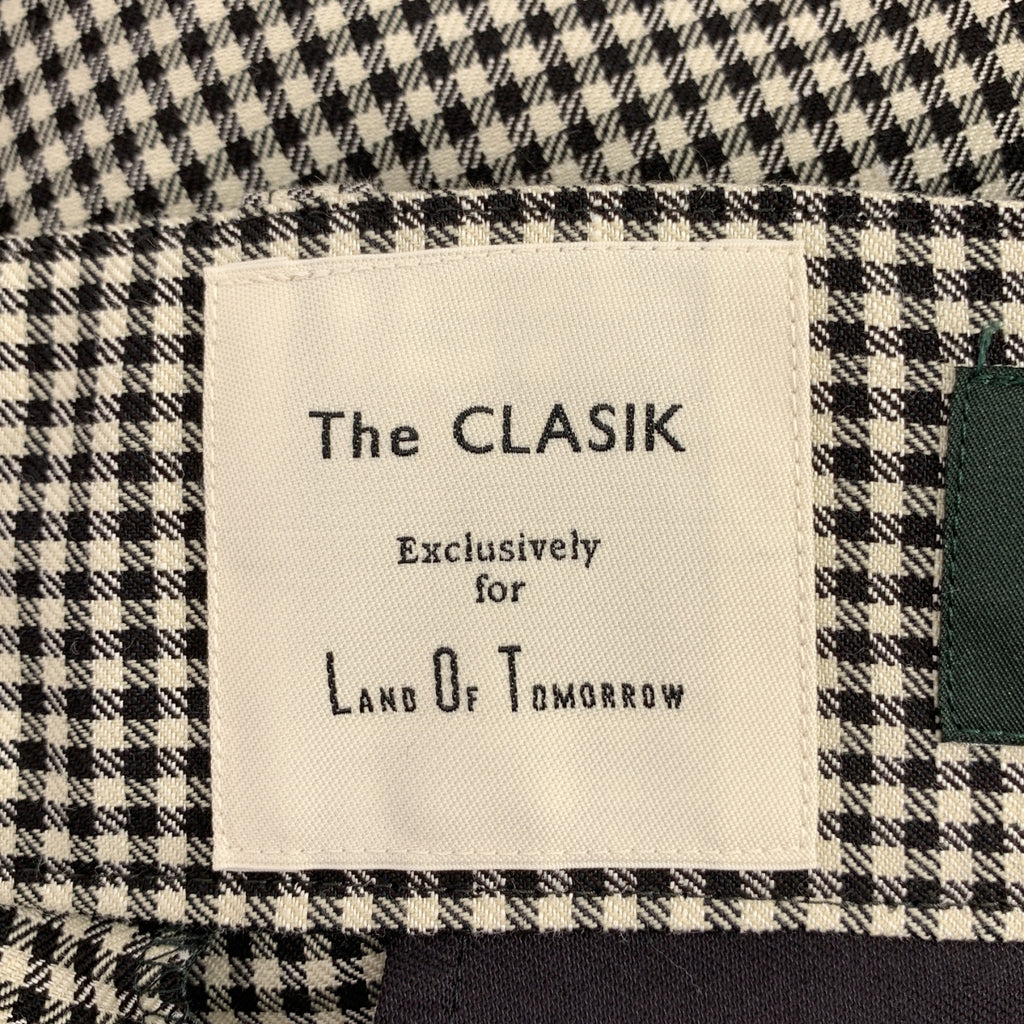 The CLASIK
Exclusively
for
LAND OF TOMORROW